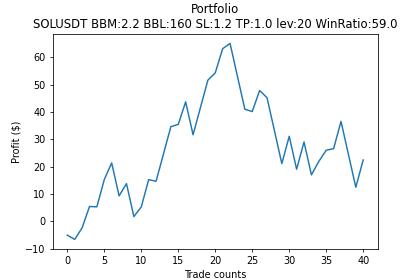 Portfolio
SOLUSDT BBM:2.2 BBL:160 SL:1.2 TP:1.0 lev:20 WinRatio:59.0
Profit ($)
60
50
40
30
20
10
0
−10
0 5 10 15 20 25 30 35 40
Trade counts